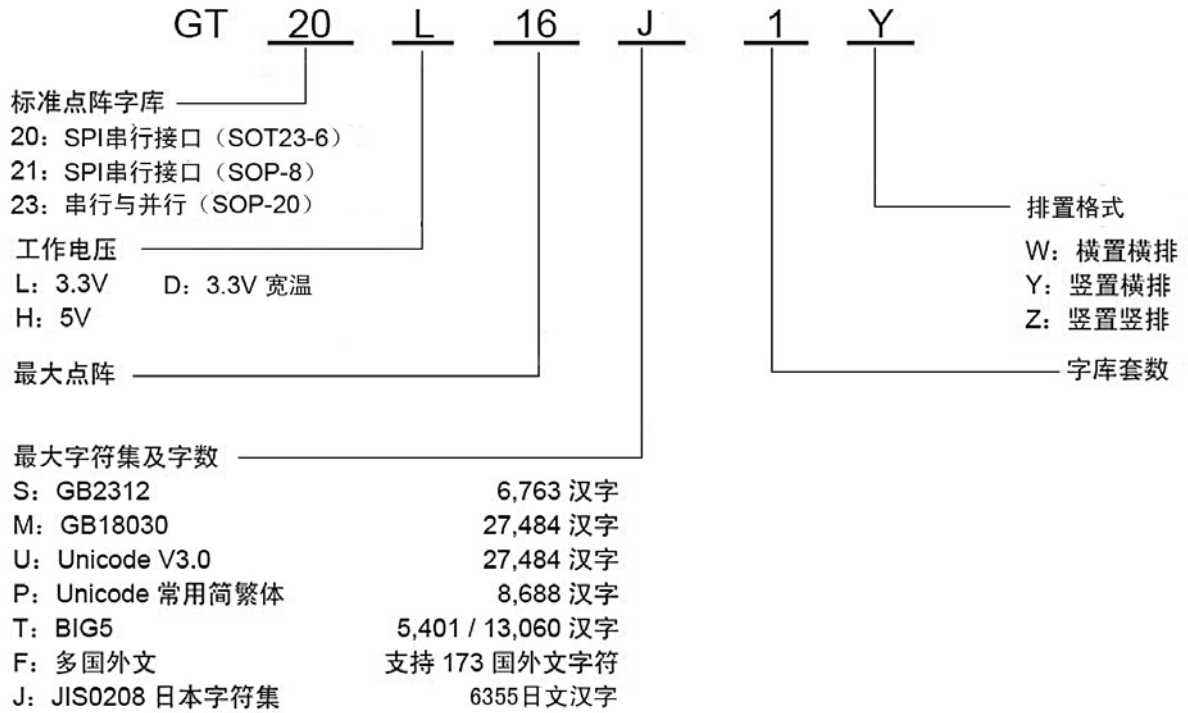 GT 20 L 16 J 1 Y
标准点阵字库
20：SPI串行接口（SOT23-6）
21：SPI串行接口（SOP-8）
23：串行与并行（SOP-20）
工作电压
L：3.3V D：3.3V 宽温
H：5V
最大点阵
最大字符集及字数
S：GB2312 6,763 汉字
M：GB18030 27,484 汉字
U：Unicode V3.0 27,484 汉字
P：Unicode 常用简繁体 8,688 汉字
T：BIG5 5,401 / 13,060 汉字
F：多国外文 支持 173 国外文字符
J：JIS0208 日本字符集 6355日文汉字
排置格式
W：横置横排
Y：竖置横排
Z：竖置竖排
字库套数